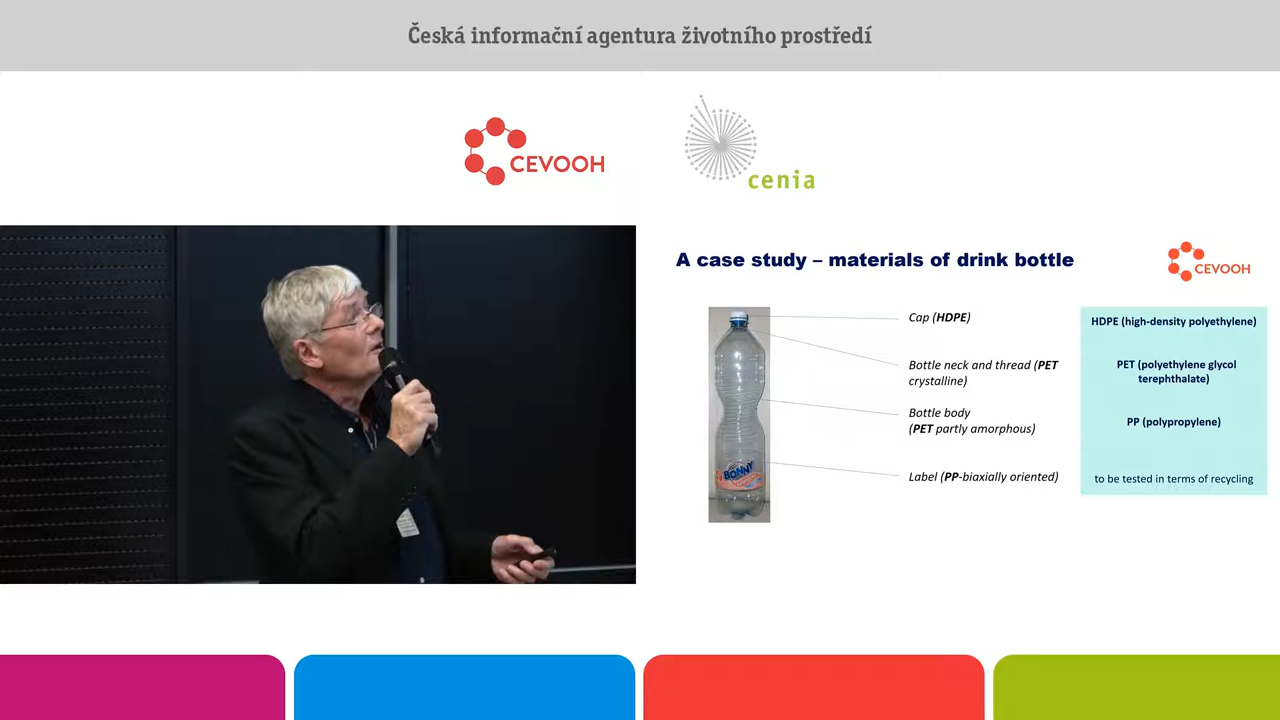 Česká informační agentura životního prostředí
CEVOOH
cenia
A case study – materials of drink bottle
CEVOOH
Cap (HDPE)
Bottle neck and thread (PET
crystalline)
Bottle body
(PET partly amorphous)
Label (PP-biaxially oriented)
BONNY
HDPE (high-density polyethylene)
PET (polyethylene glycol
terephthalate)
PP (polypropylene)
to be tested in terms of recycling